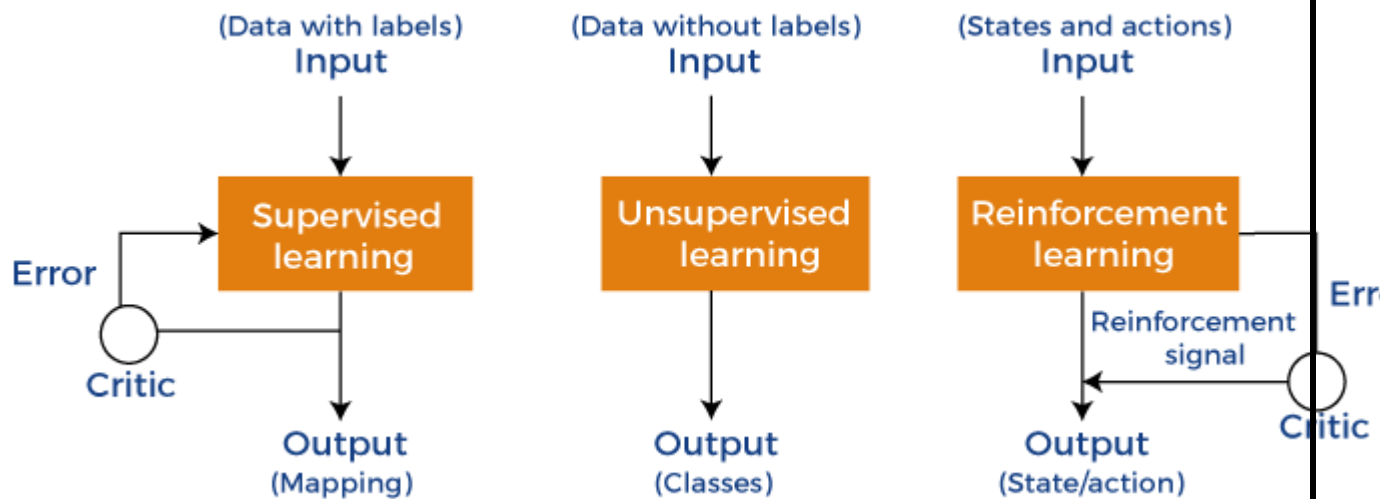 (Data with labels)
Input
Supervised
learning
Error
Critic
Output
(Mapping)
(Data without labels)
Input
Unsupervised
learning
Output
(Classes)
(States and actions)
Input
Reinforcement
learning
Reinforcement
signal
Critic
Output
(State/action)